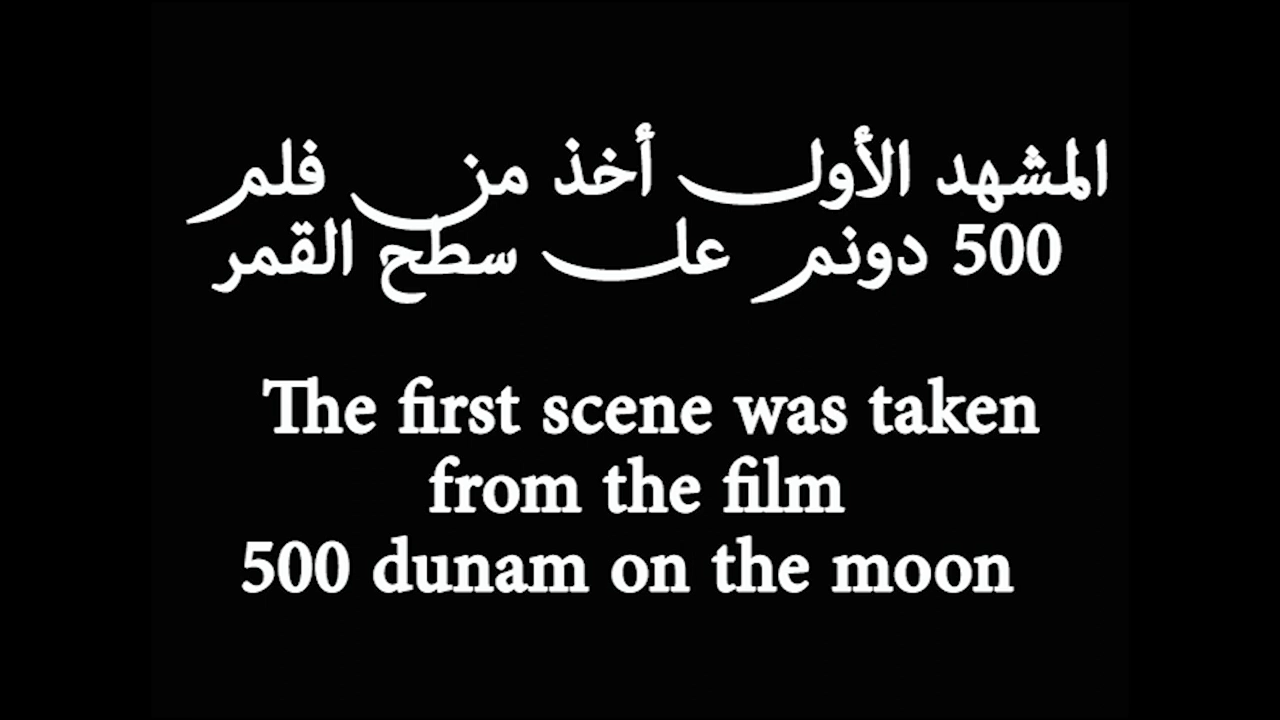 المشهد الأول أخذ من فلم
500 دونم على سطح القمر
The first scene was taken
from the film
500 dunam on the moon